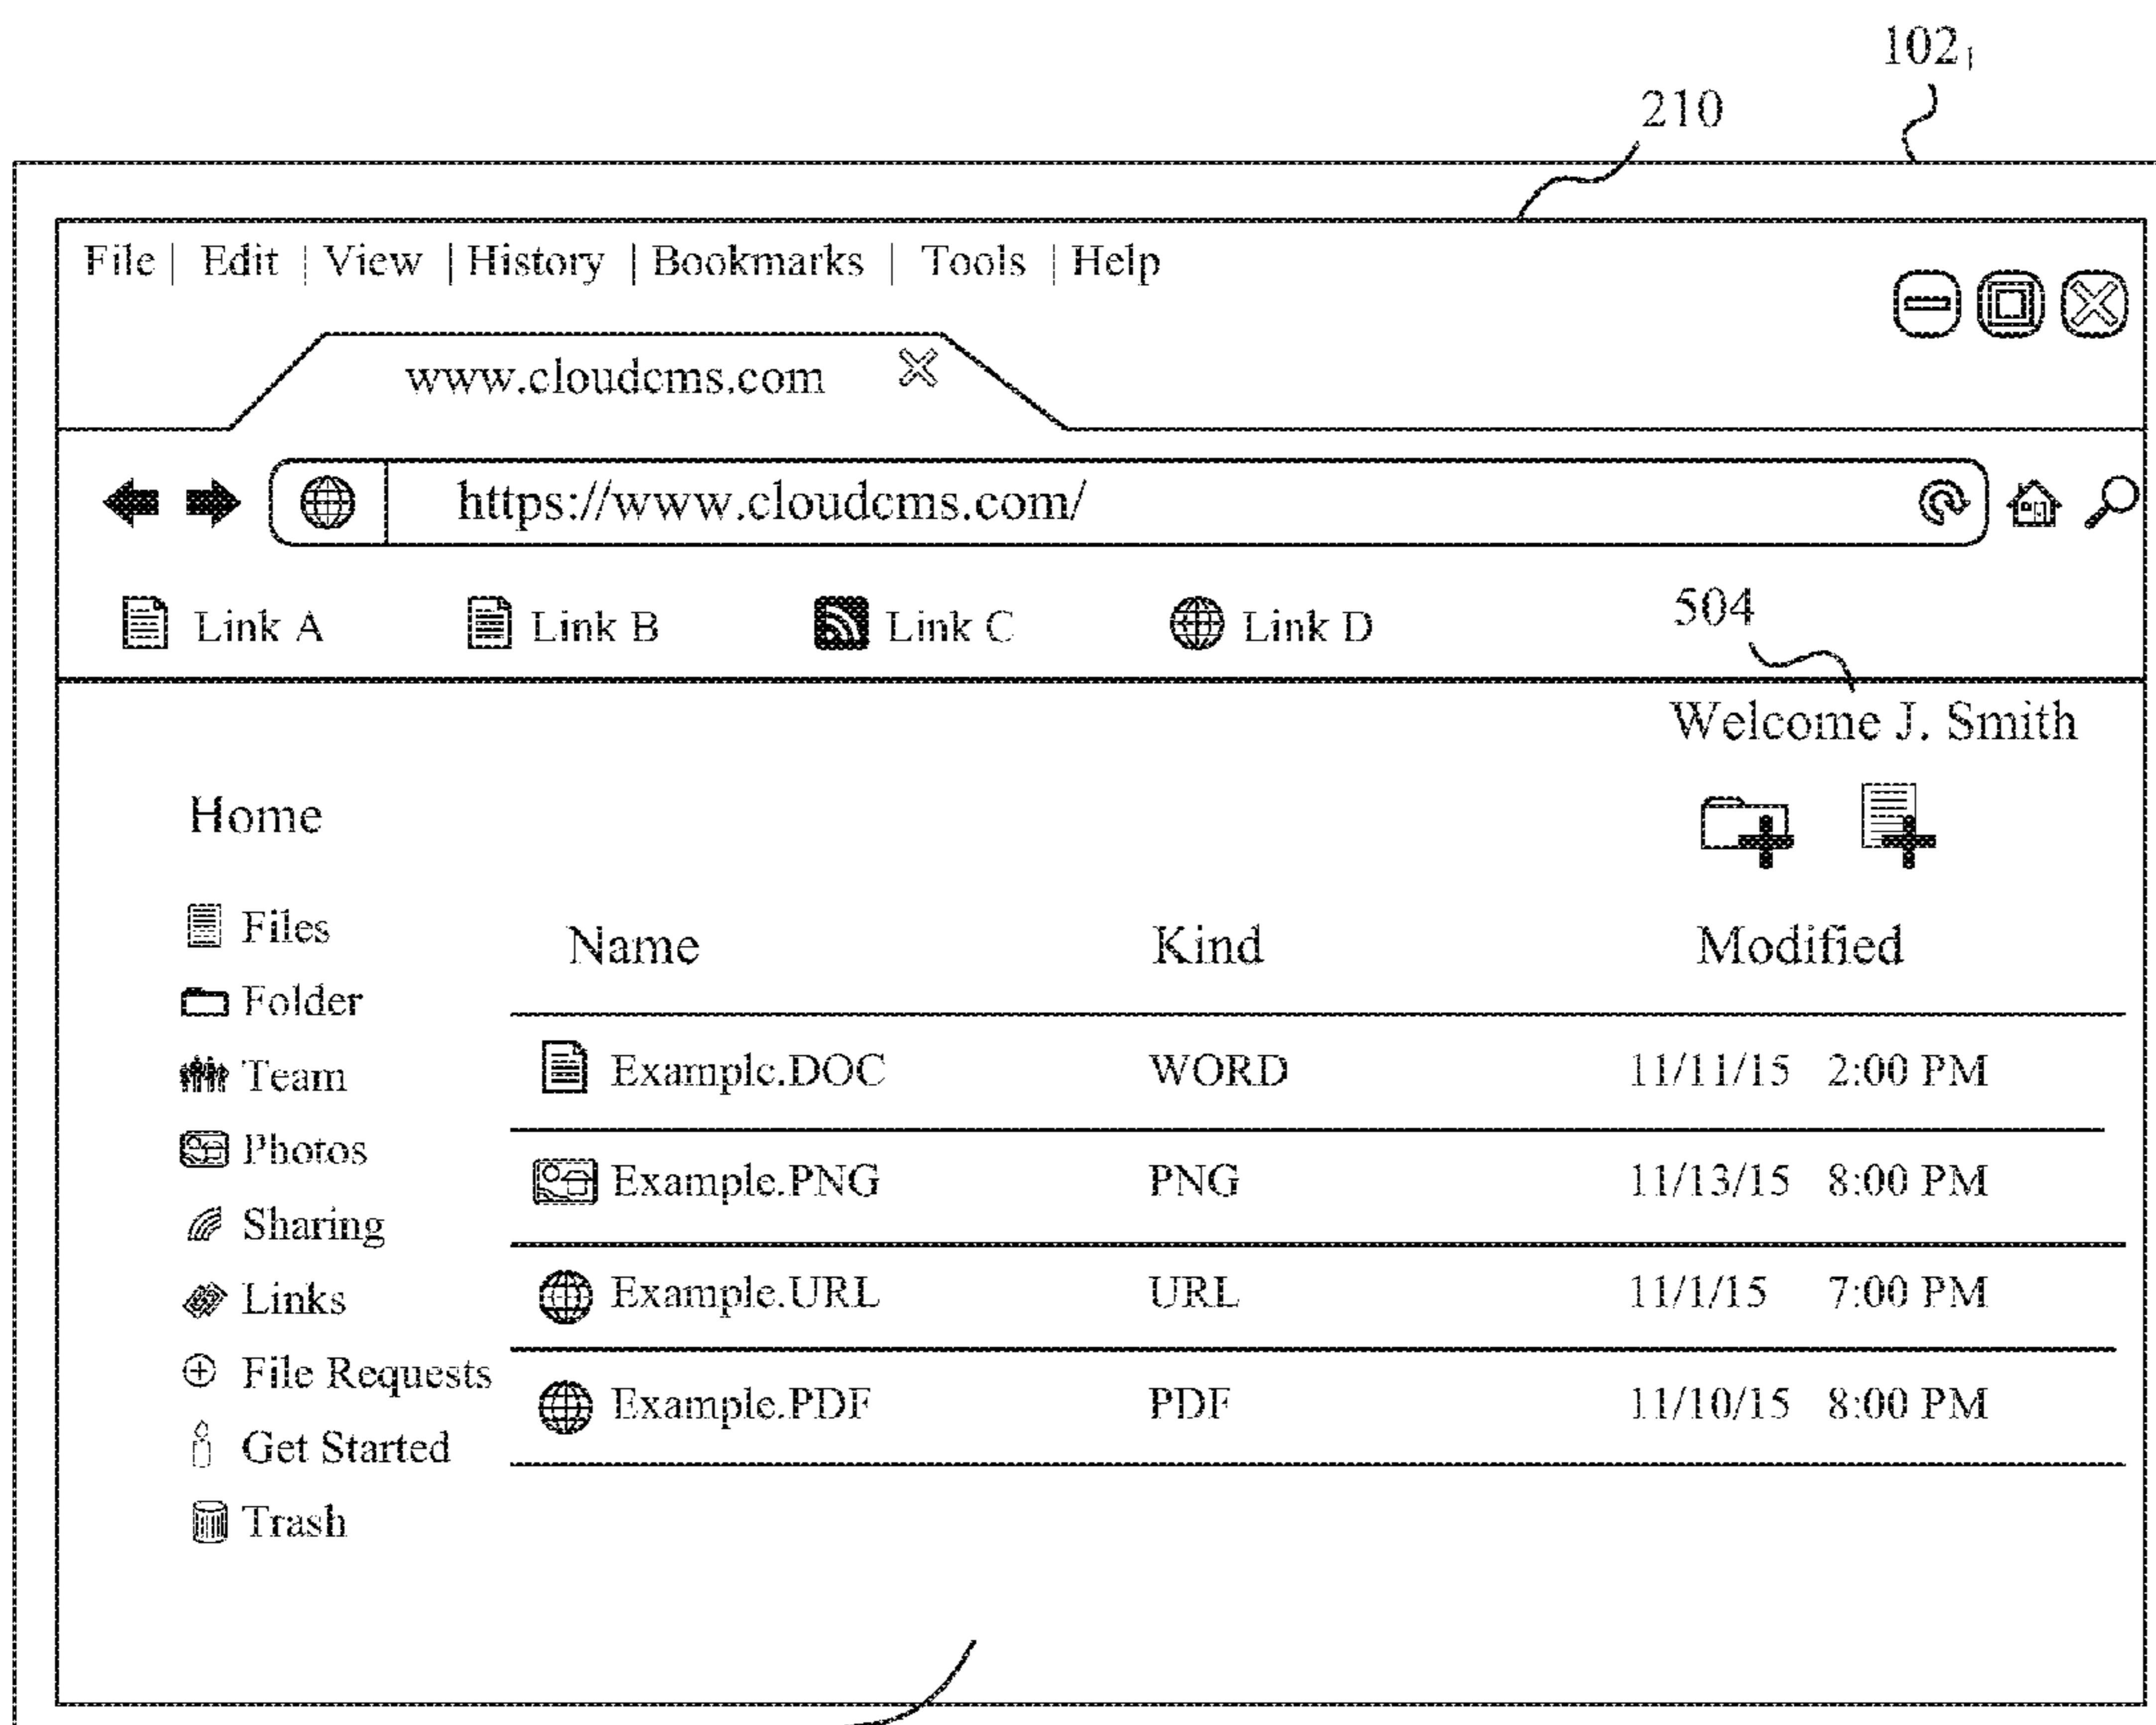 102₁
210
File | Edit | View | History | Bookmarks | Tools | Help
www.cloudcms.com
https://www.cloudcms.com/
Link A Link B Link C Link D
504
Welcome J. Smith
Home
Files
Folder
Team
Photos
Sharing
Links
File Requests
Get Started
Trash
Name Kind Modified
Example.DOC WORD 11/11/15 2:00 PM
Example.PNG PNG 11/13/15 8:00 PM
Example.URL URL 11/1/15 7:00 PM
Example.PDF PDF 11/10/15 8:00 PM